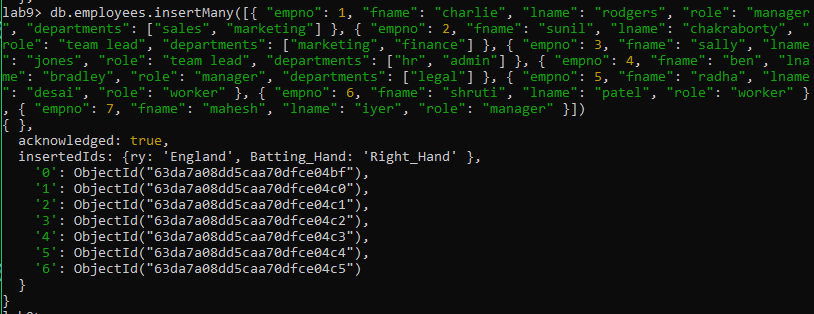 lab9> db.employees.insertMany([{ "empno": 1, "fname": "charlie", "lname": "rodgers", "role": "manager
", "departments": ["sales", "marketing"] }, { "empno": 2, "fname": "sunil", "lname": "chakraborty", "
role": "team lead", "departments": ["marketing", "finance"] }, { "empno": 3, "fname": "sally", "lname
": "jones", "role": "team lead", "departments": ["hr", "admin"] }, { "empno": 4, "fname": "ben", "lna
me": "bradley", "role": "manager", "departments": ["legal"] }, { "empno": 5, "fname": "radha", "lname
": "desai", "role": "worker" }, { "empno": 6, "fname": "shruti", "lname": "patel", "role": "worker" }
, { "empno": 7, "fname": "mahesh", "lname": "iyer", "role": "manager" }])
{ },
acknowledged: true,
insertedIds: {ry: 'England', Batting_Hand: 'Right_Hand' },
'0': ObjectId("63da7a08dd5caa70dfce04bf"),
'1': ObjectId("63da7a08dd5caa70dfce04c0"),
'2': ObjectId("63da7a08dd5caa70dfce04c1"),
'3': ObjectId("63da7a08dd5caa70dfce04c2"),
'4': ObjectId("63da7a08dd5caa70dfce04c3"),
'5': ObjectId("63da7a08dd5caa70dfce04c4"),
'6': ObjectId("63da7a08dd5caa70dfce04c5")
}
}